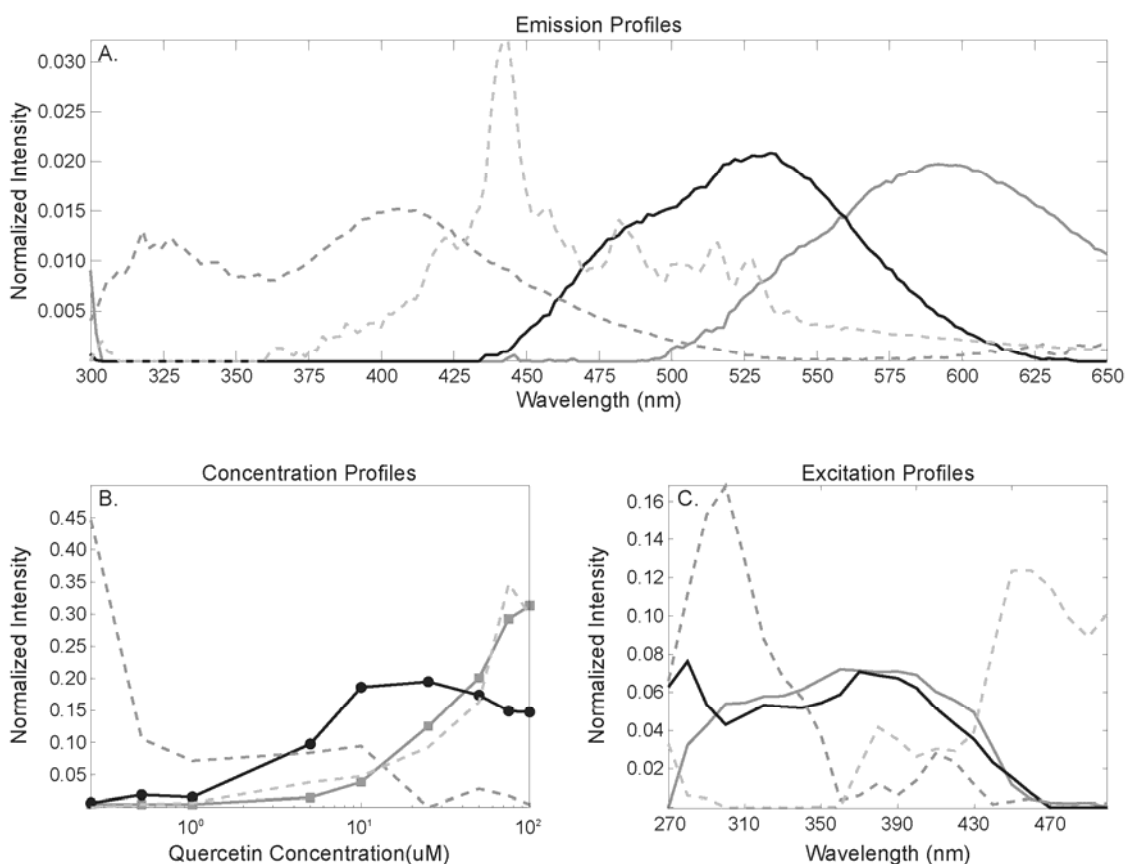 Emission Profiles
A.
Normalized Intensity
0.030
0.025
0.020
0.015
0.010
0.005
300 325 350 375 400 425 450 475 500 525 550 575 600 625 650
Wavelength (nm)
Concentration Profiles
B.
Normalized Intensity
0.45
0.40
0.35
0.30
0.25
0.20
0.15
0.10
0.05
10⁰ 10¹ 10²
Quercetin Concentration(uM)
Excitation Profiles
C.
Normalized Intensity
0.16
0.14
0.12
0.10
0.08
0.06
0.04
0.02
270 310 350 390 430 470
Wavelength (nm)